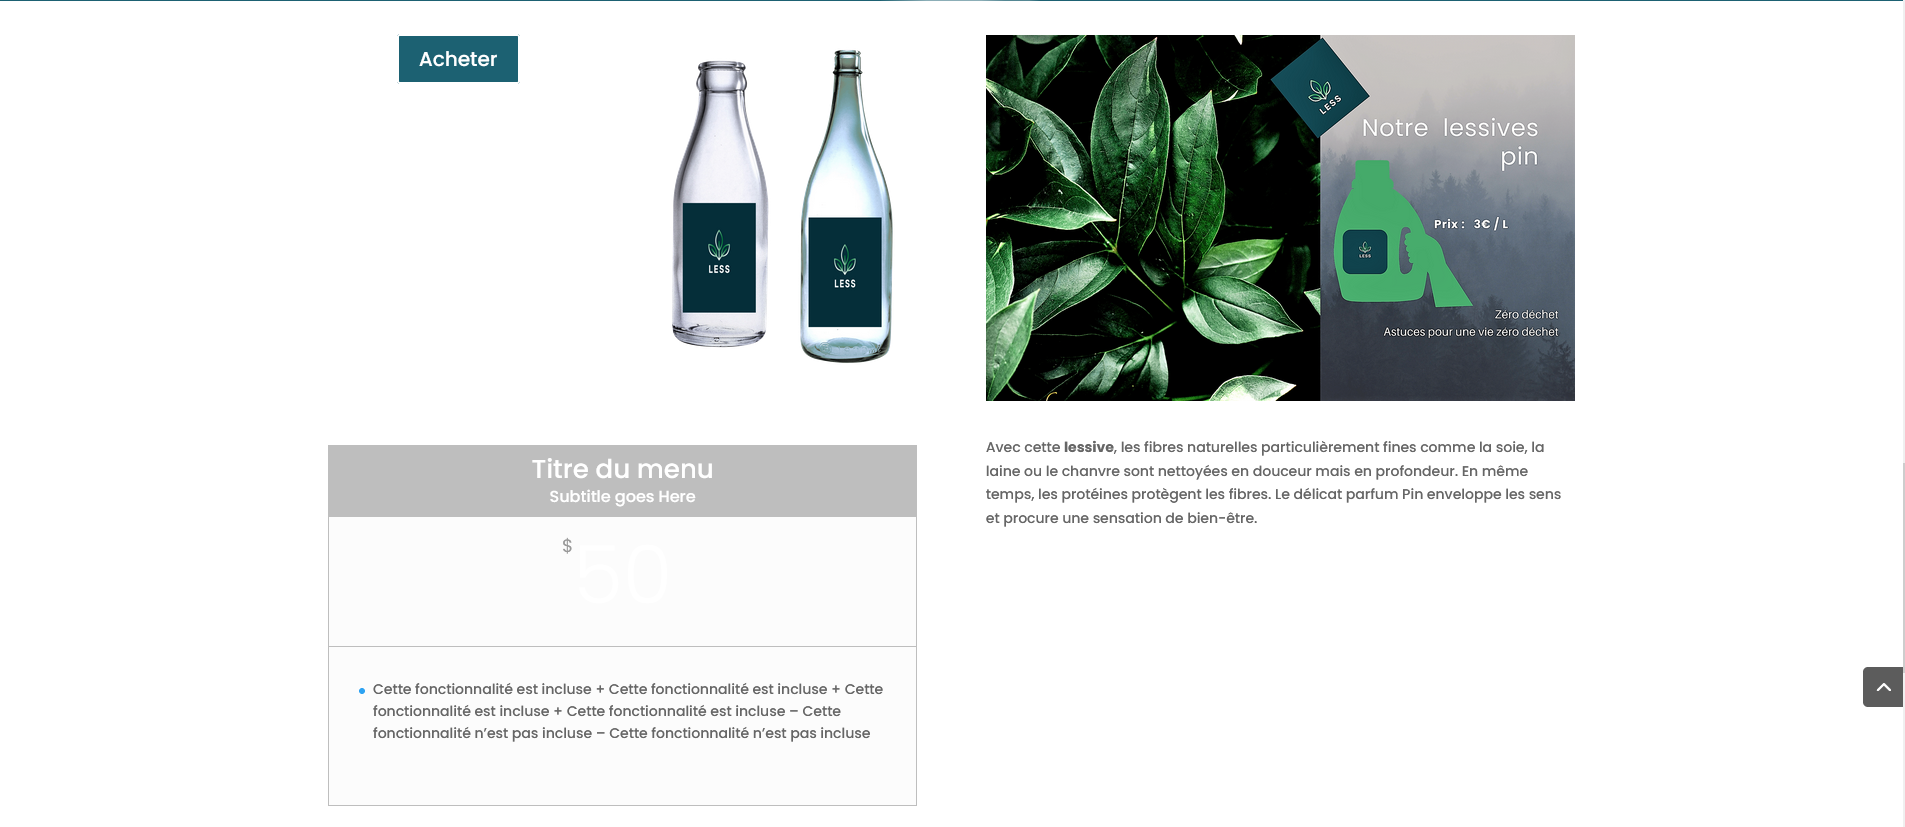 Acheter
LESS
LESS
LESS
Notre lessives
pin
Prix : 3€ / L
LESS
Zéro déchet
Astuces pour une vie zéro déchet
Titre du menu
Subtitle goes Here
$
50
Cette fonctionnalité est incluse + Cette fonctionnalité est incluse + Cette
fonctionnalité est incluse + Cette fonctionnalité est incluse – Cette
fonctionnalité n’est pas incluse – Cette fonctionnalité n’est pas incluse
Avec cette lessive, les fibres naturelles particulièrement fines comme la soie, la
laine ou le chanvre sont nettoyées en douceur mais en profondeur. En même
temps, les protéines protègent les fibres. Le délicat parfum Pin enveloppe les sens
et procure une sensation de bien-être.